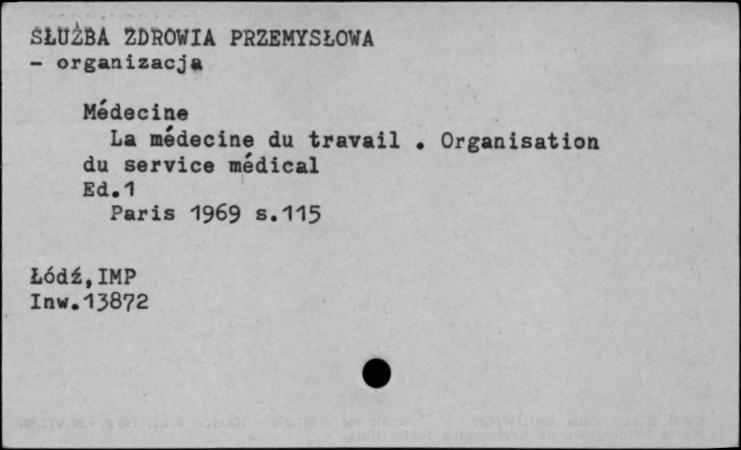 SŁUŻBA ZDROWIA PRZEMYSŁOWA
- organizacja
Médecine
La médecine du travail . Organisation
du service médical
Ed.1
Paris 1969 s.115
Łódź,IMP
Inw.13872